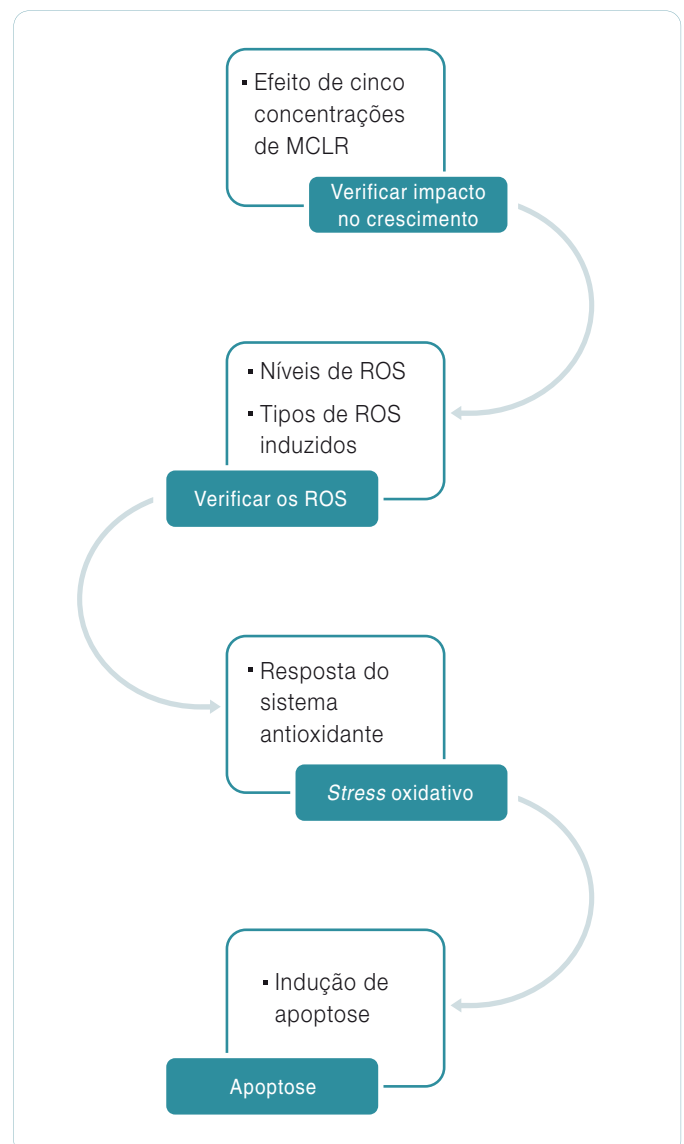 ▪ Efeito de cinco
concentrações
de MCLR
Verificar impacto
no crescimento
▪ Níveis de ROS
▪ Tipos de ROS
induzidos
Verificar os ROS
▪ Resposta do
sistema
antioxidante
Stress oxidativo
▪ Indução de
apoptose
Apoptose